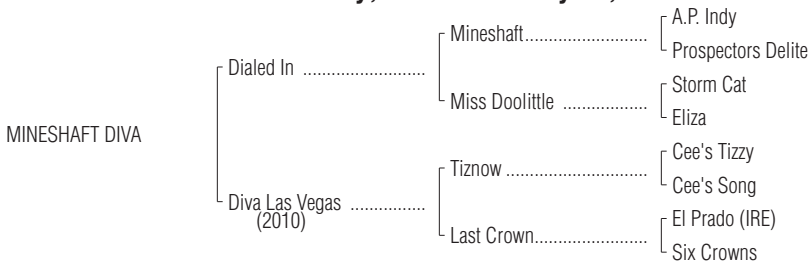 Mineshaft
A.P. Indy
Prospectors Delite
Dialed In
Miss Doolittle
Storm Cat
Eliza
MINESHAFT DIVA
Tiznow
Cee's Tizzy
Cee's Song
Diva Las Vegas
(2010)
Last Crown
El Prado (IRE)
Six Crowns